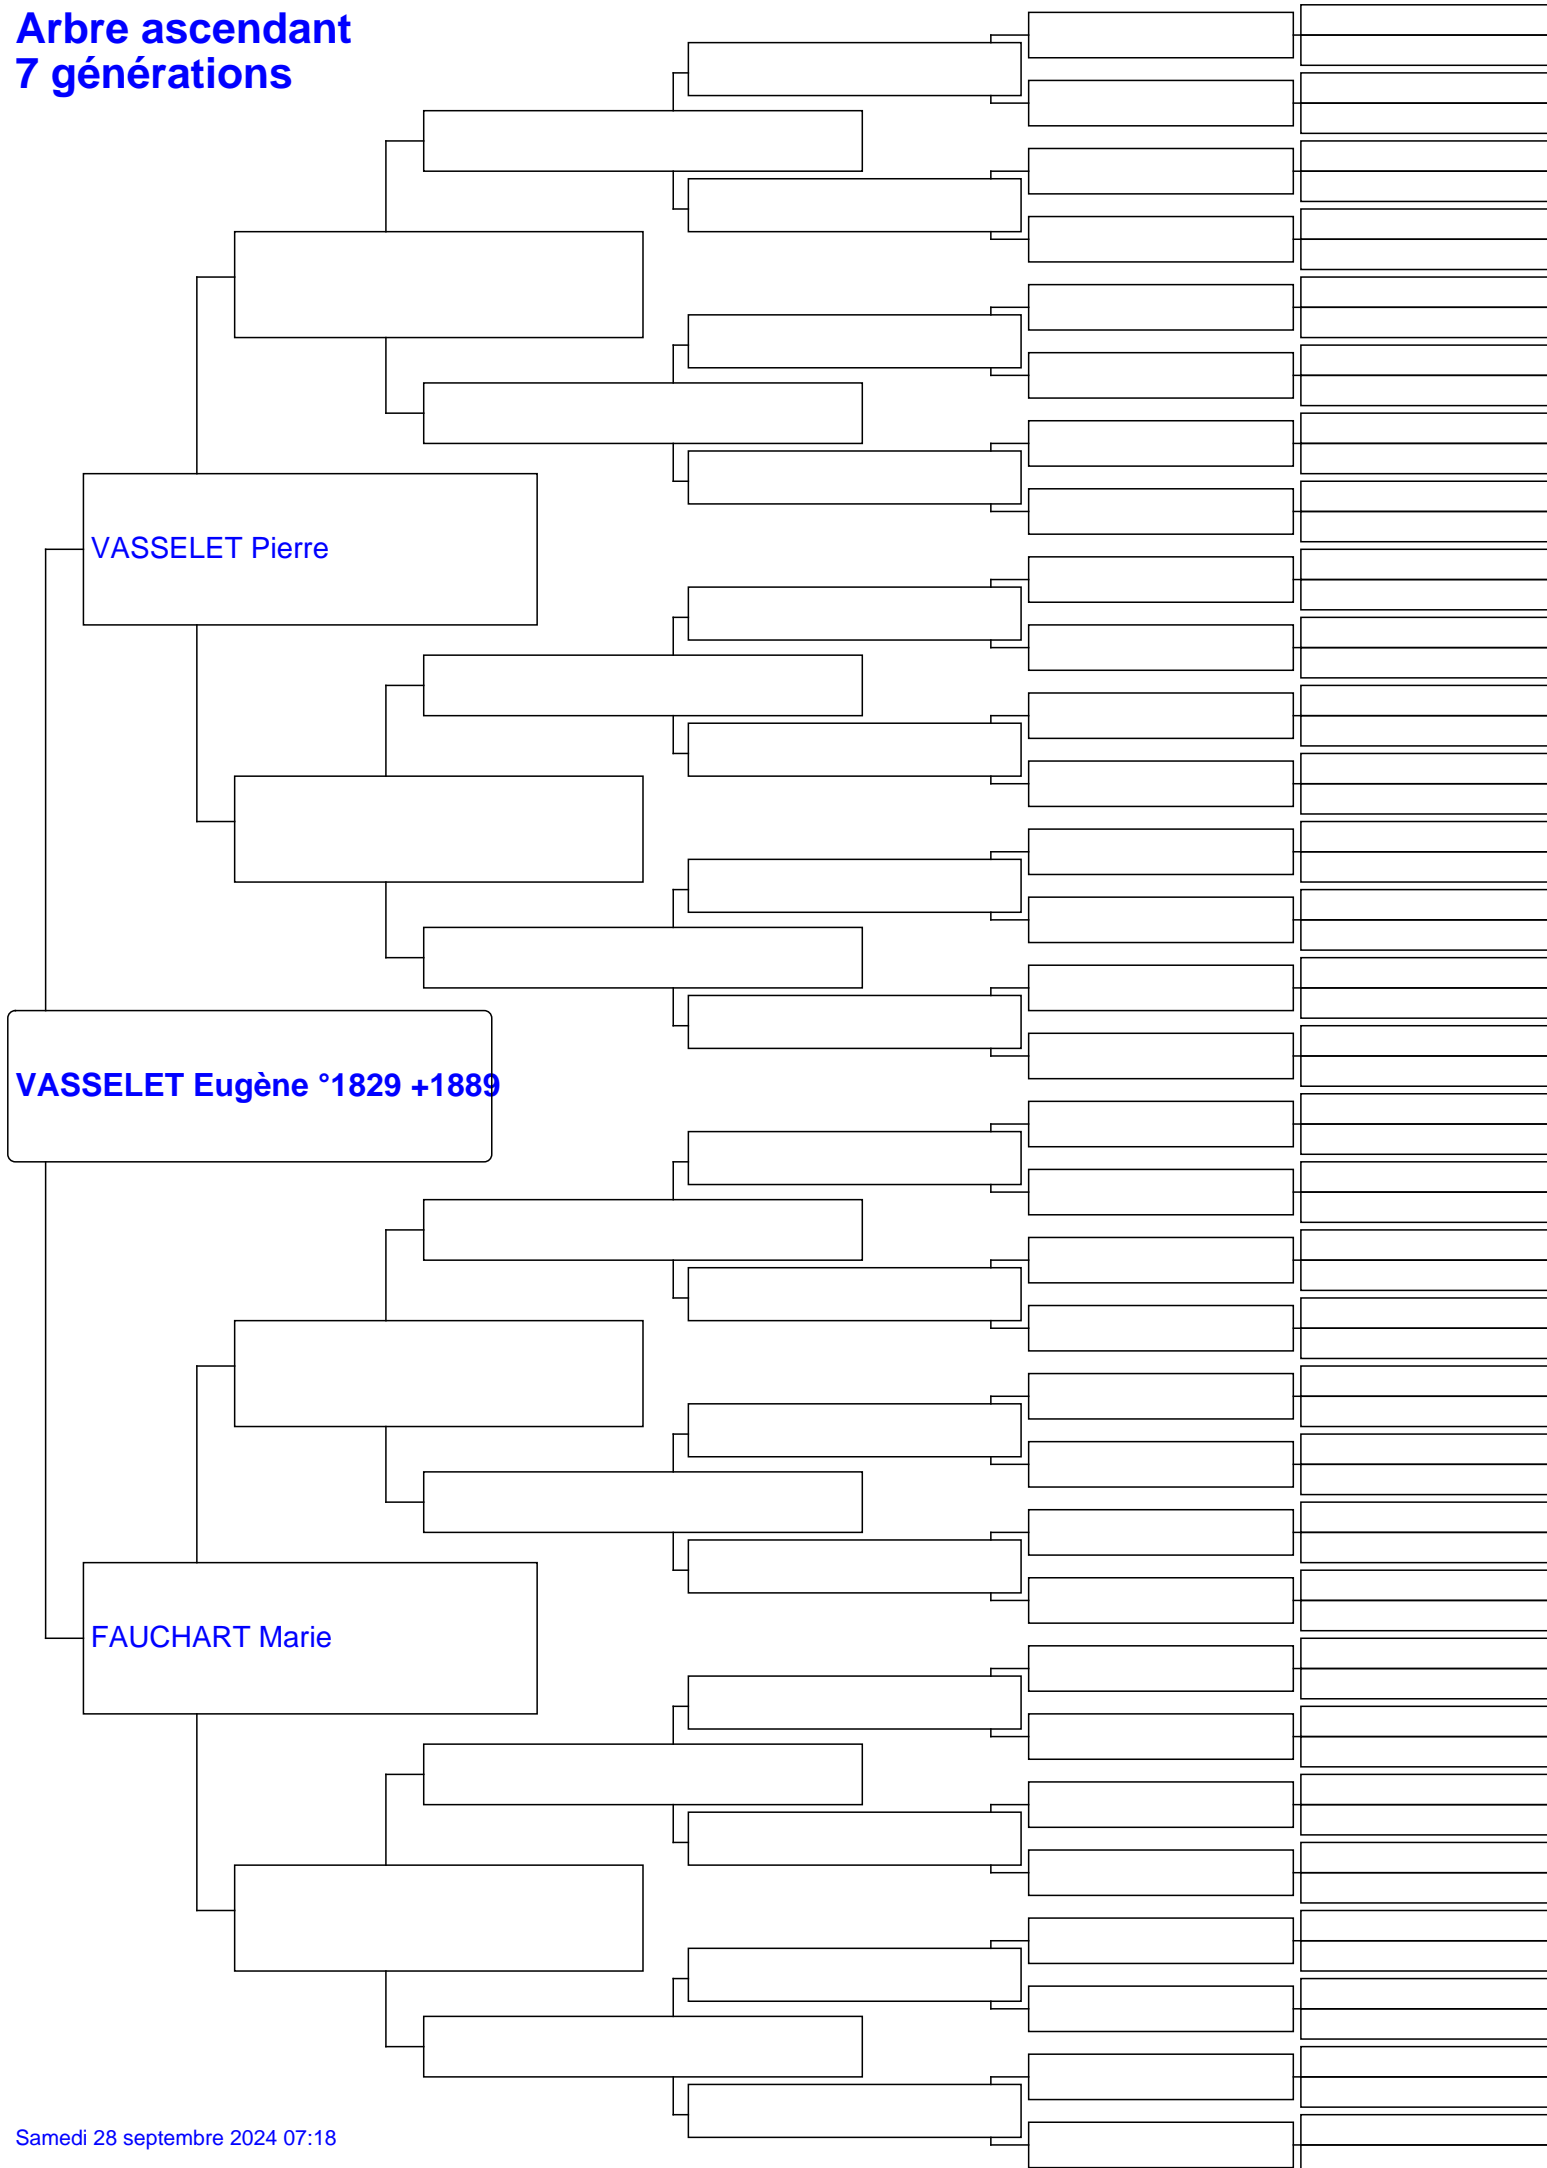 Arbre ascendant
7 générations
VASSELET Pierre
VASSELET Eugène °1829 +1889
FAUCHART Marie
Samedi 28 septembre 2024 07:18